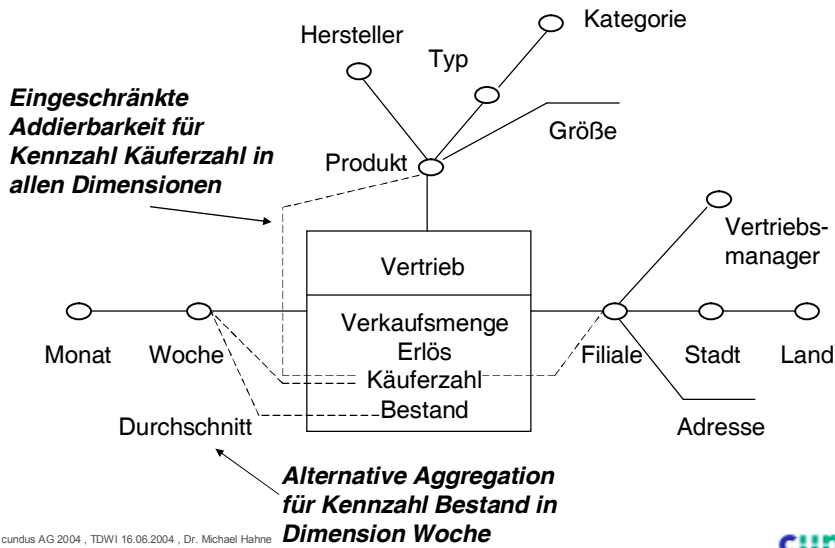 Kategorie
Hersteller
Typ
Eingeschränkte
Addierbarkeit für
Kennzahl Käuferzahl in
allen Dimensionen
Größe
Produkt
Vertriebs-
manager
Vertrieb
Verkaufsmenge
Erlös
Käuferzahl
Bestand
Monat
Woche
Filiale
Stadt
Land
Durchschnitt
Adresse
Alternative Aggregation
für Kennzahl Bestand in
Dimension Woche
cundus AG 2004 , TDWI 16.06.2004 , Dr. Michael Hahne